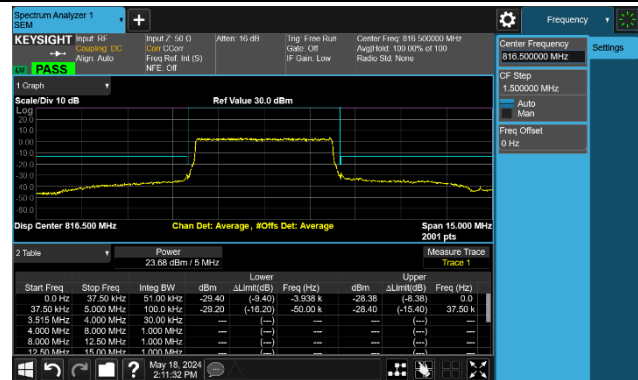 Spectrum Analyzer 1
SEM
Frequency
KEYSIGHT Input: RF Input Z: 50 Ω Atten: 16 dB Trig: Free Run Center Freq: 816.500000 MHz
Coupling: DC Corr CCorr Gate: Off Avg|Hold: 100.00% of 100
Align: Auto Freq Ref: Int (S) IF Gain: Low Radio Std: None
NFE: Off
PASS
Center Frequency
816.500000 MHz
Settings
CF Step
1.500000 MHz
Auto
Man
Freq Offset
0 Hz
1 Graph
Scale/Div 10 dB Ref Value 30.0 dBm
Log
20.0
10.0
0.00
-10.0
-20.0
-30.0
-40.0
-50.0
-60.0
Disp Center 816.500 MHz Chan Det: Average, #Offs Det: Average Span 15.000 MHz
2001 pts
2 Table Power Measure Trace
23.68 dBm / 5 MHz Trace 1
Lower Upper
Start Freq Stop Freq Integ BW dBm ΔLimit(dB) Freq (Hz) dBm ΔLimit(dB) Freq (Hz)
0.0 Hz 37.50 kHz 51.00 kHz -29.40 (-9.40) -3.938 k -28.38 (-8.38) 0.0
37.50 kHz 5.000 MHz 100.0 kHz -29.20 (-16.20) -50.00 k -28.40 (-15.40) 37.50 k
3.515 MHz 4.000 MHz 30.00 kHz --- (---) --- --- (---) ---
4.000 MHz 8.000 MHz 1.000 MHz --- (---) --- --- (---) ---
8.000 MHz 12.50 MHz 1.000 MHz --- (---) --- --- (---) ---
12.50 MHz 15.00 MHz 1.000 MHz --- (---) --- --- (---) ---
May 18, 2024
2:11:32 PM